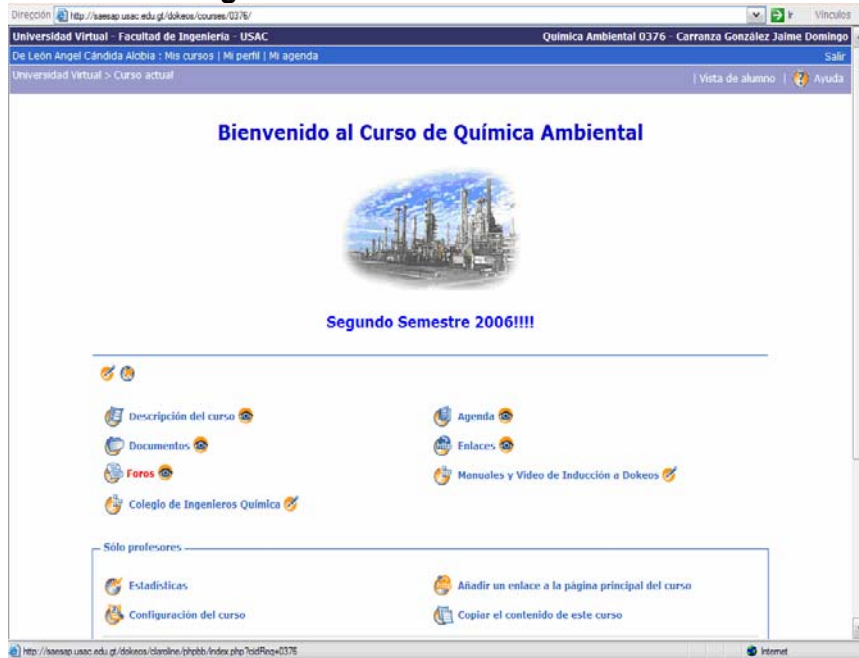 Dirección http://saesap.usac.edu.gt/dokeos/courses/0376/ Ir Vínculos
Universidad Virtual - Facultad de Ingeniería - USAC Química Ambiental 0376 - Carranza González Jaime Domingo
De León Angel Cándida Alobia : Mis cursos | Mi perfil | Mi agenda Salir
Universidad Virtual > Curso actual | Vista de alumno | Ayuda
Bienvenido al Curso de Química Ambiental
Segundo Semestre 2006!!!!
Descripción del curso Agenda
Documentos Enlaces
Foros Manuales y Video de Inducción a Dokeos
Colegio de Ingenieros Química
Sólo profesores
Estadísticas Añadir un enlace a la página principal del curso
Configuración del curso Copiar el contenido de este curso
http://saesap.usac.edu.gt/dokeos/claroline/phpbb/index.php?cidReq=0376 Internet